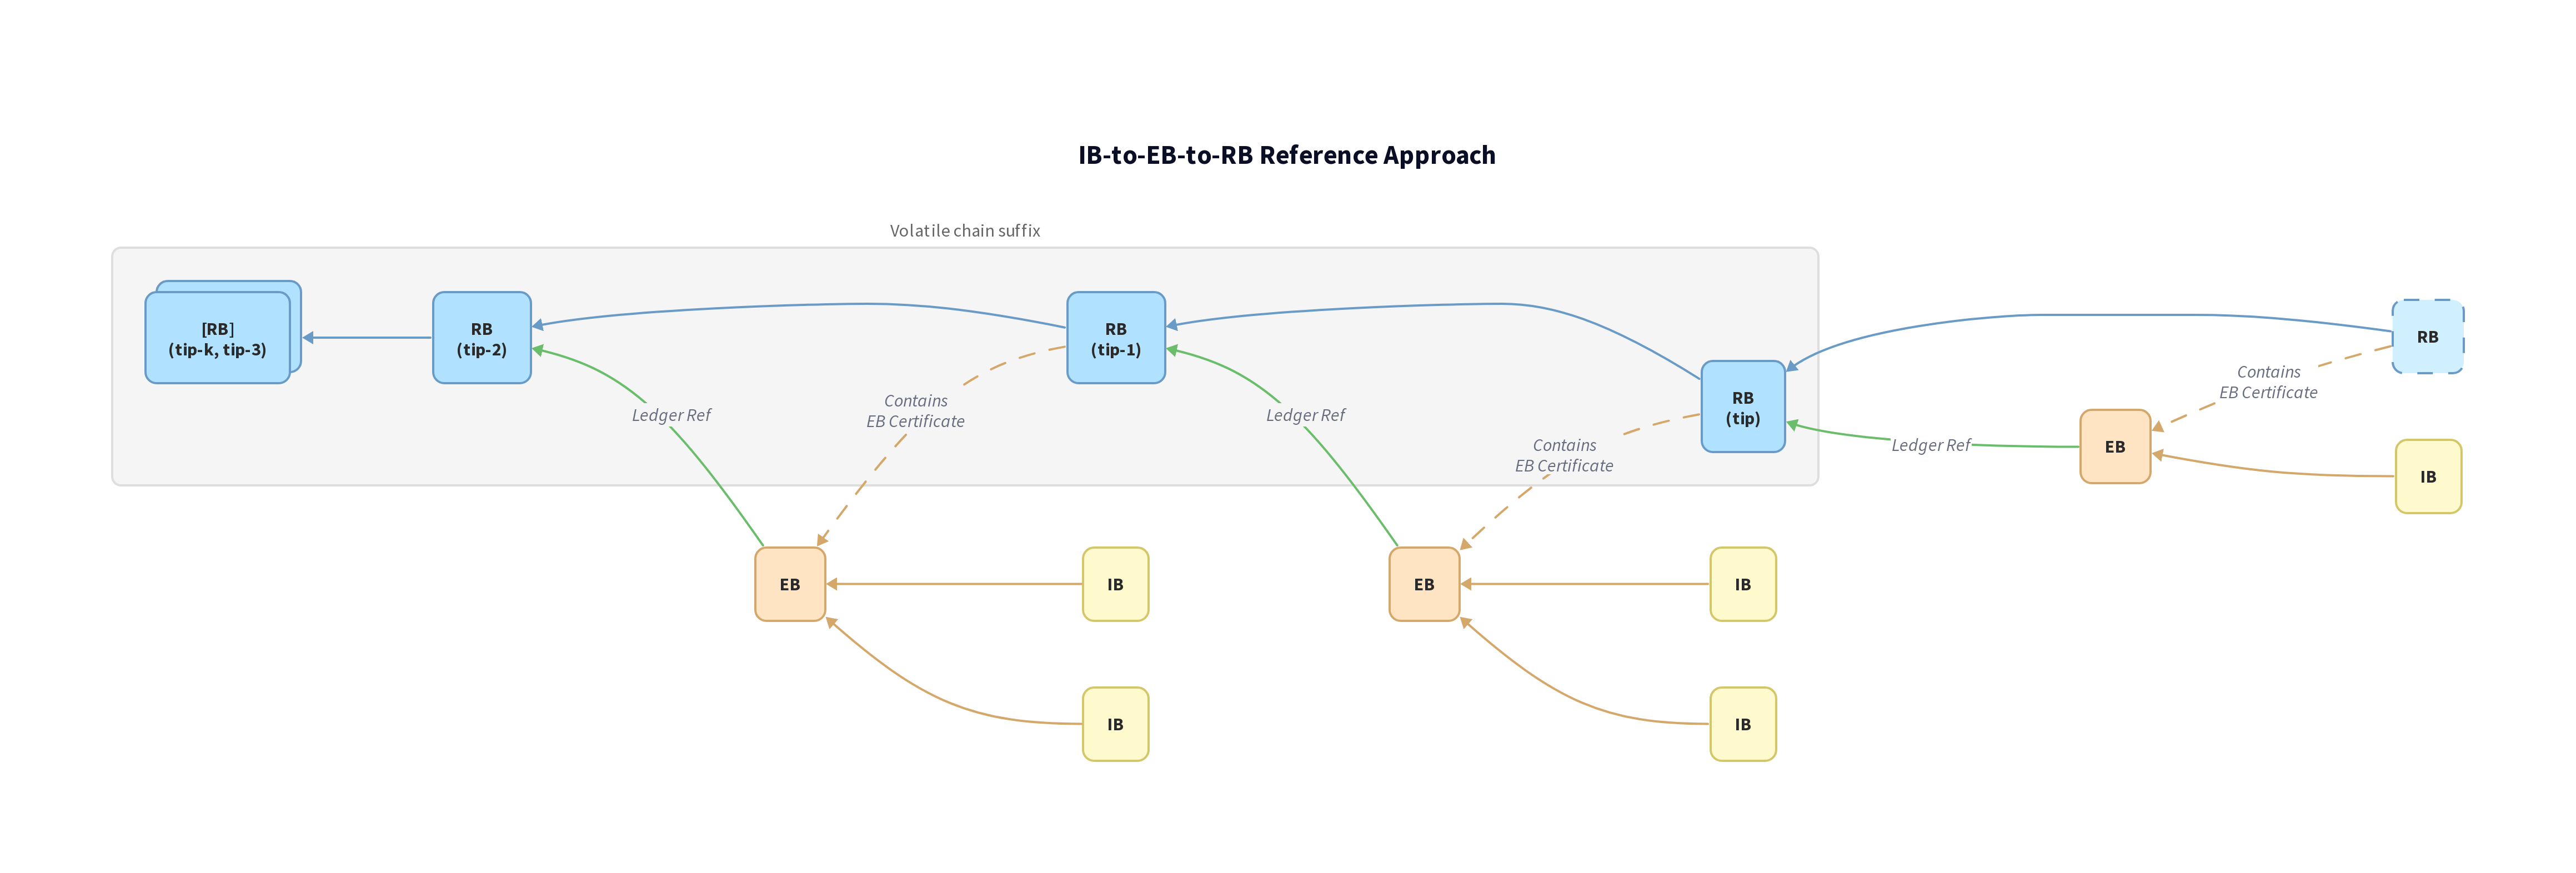 IB-to-EB-to-RB Reference Approach
Volatile chain suffix
[RB]
(tip-k, tip-3)
RB
(tip-2)
RB
(tip-1)
RB
(tip)
RB
Ledger Ref
Contains
EB Certificate
Ledger Ref
Contains
EB Certificate
Ledger Ref
Contains
EB Certificate
EB
IB
EB
IB
EB
IB
IB
IB